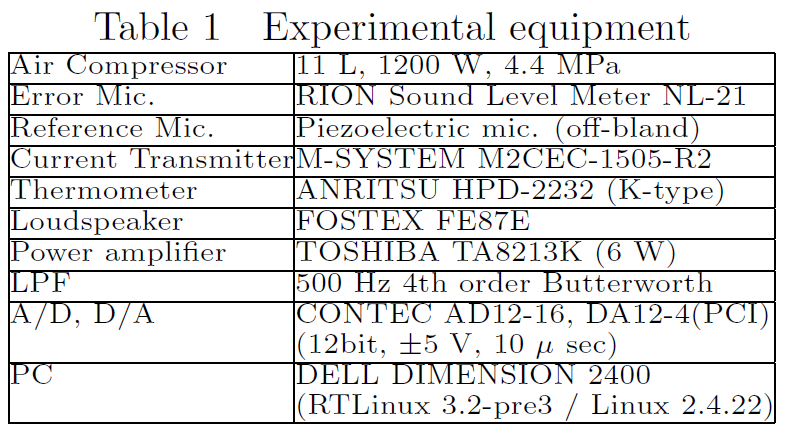 Table 1 Experimental equipment
Air Compressor 11 L, 1200 W, 4.4 MPa
Error Mic. RION Sound Level Meter NL-21
Reference Mic. Piezoelectric mic. (off-bland)
Current Transmitter M-SYSTEM M2CEC-1505-R2
Thermometer ANRITSU HPD-2232 (K-type)
Loudspeaker FOSTEX FE87E
Power amplifier TOSHIBA TA8213K (6 W)
LPF 500 Hz 4th order Butterworth
A/D, D/A CONTEC AD12-16, DA12-4(PCI)
(12bit, ±5 V, 10 μ sec)
PC DELL DIMENSION 2400
(RTLinux 3.2-pre3 / Linux 2.4.22)